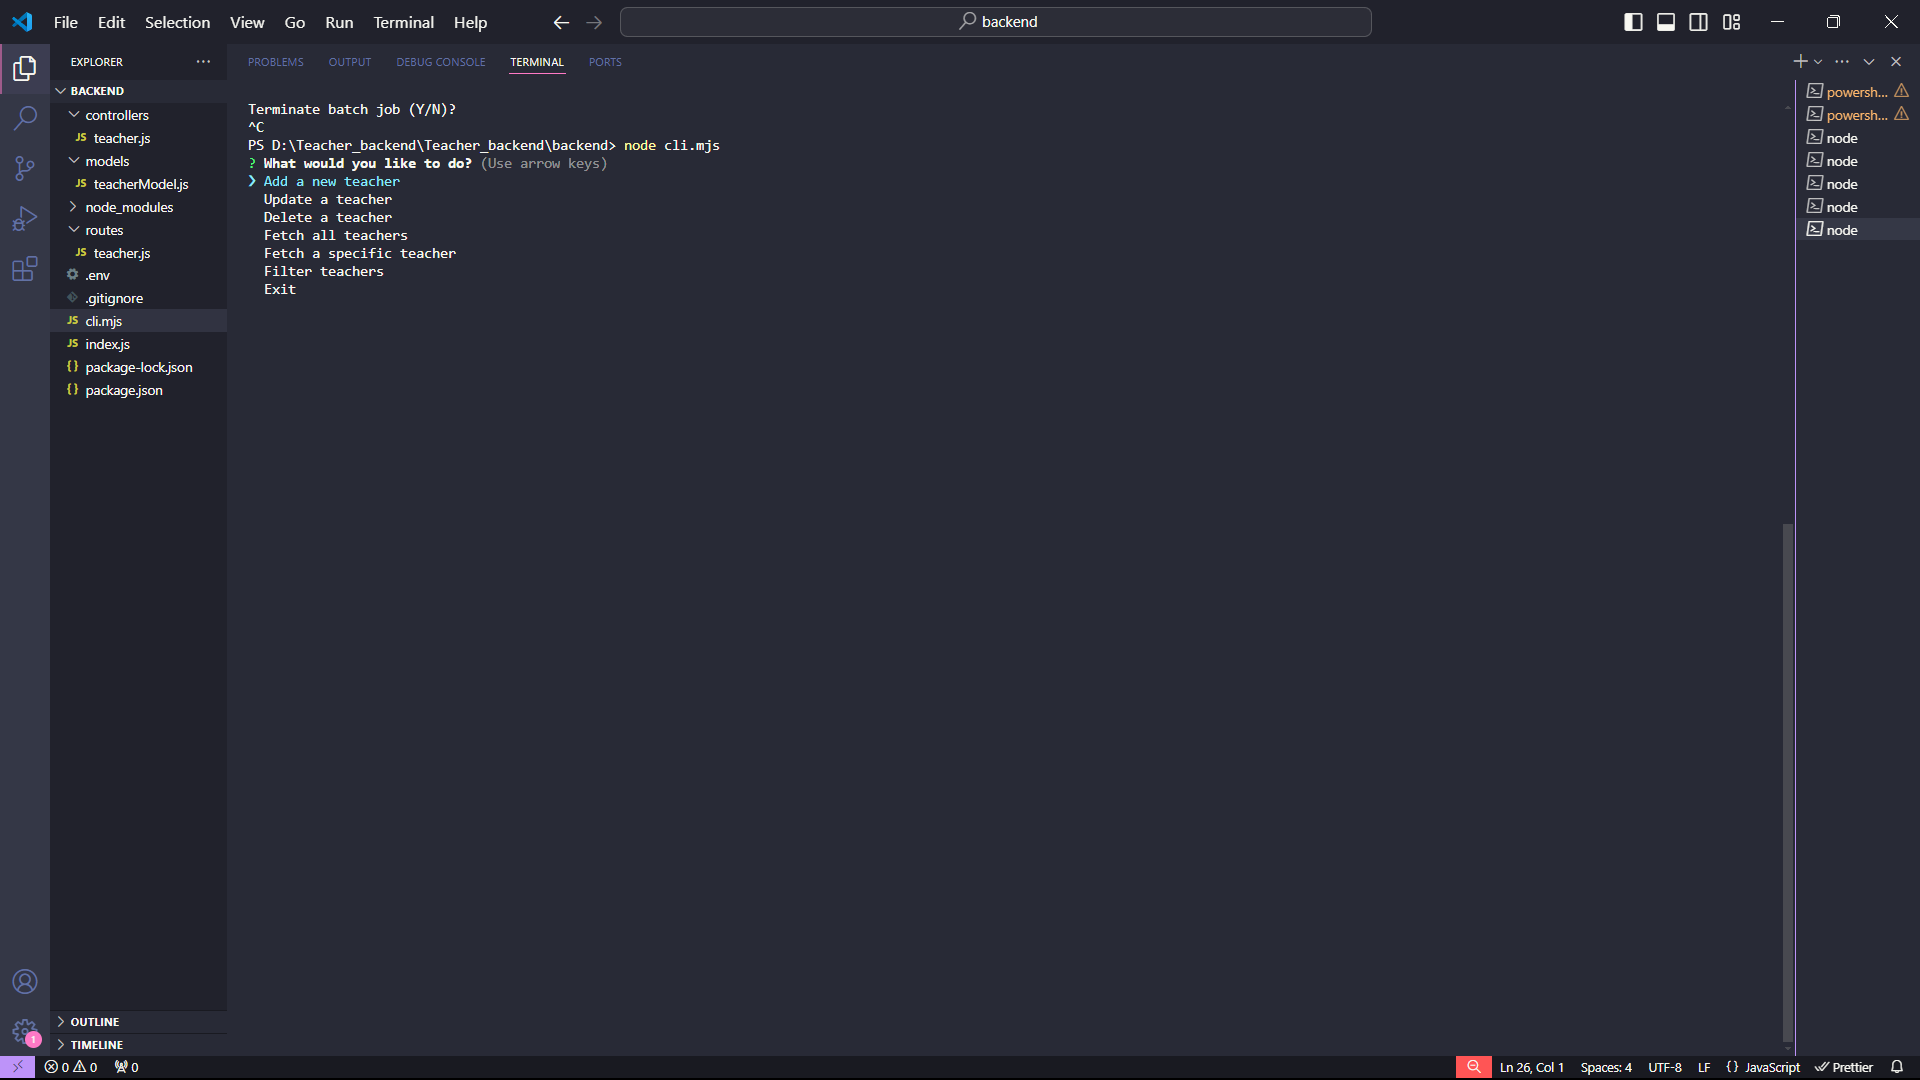 File Edit Selection View Go Run Terminal Help
backend
EXPLORER
BACKEND
controllers
JS teacher.js
models
JS teacherModel.js
node_modules
routes
JS teacher.js
.env
.gitignore
JS cli.mjs
JS index.js
{} package-lock.json
{} package.json
OUTLINE
TIMELINE
1
PROBLEMS OUTPUT DEBUG CONSOLE TERMINAL PORTS
Terminate batch job (Y/N)?
^C
PS D:\Teacher_backend\Teacher_backend\backend> node cli.mjs
? What would you like to do? (Use arrow keys)
❯ Add a new teacher
Update a teacher
Delete a teacher
Fetch all teachers
Fetch a specific teacher
Filter teachers
Exit
powersh...
powersh...
node
node
node
node
node
0 0 0
Ln 26, Col 1 Spaces: 4 UTF-8 LF {} JavaScript Prettier